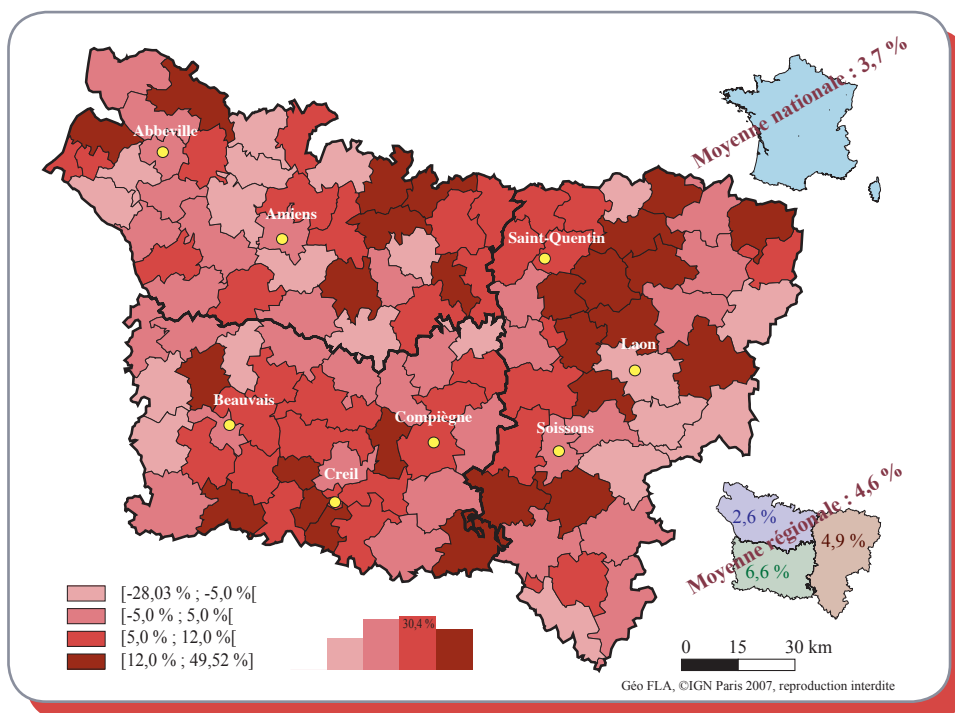 Moyenne nationale : 3,7 %
Abbeville
Amiens
Saint-Quentin
Laon
Beauvais
Compiègne
Soissons
Creil
Moyenne régionale : 4,6 %
2,6 %
4,9 %
6,6 %
[-28,03 % ; -5,0 %[
[-5,0 % ; 5,0 %[
[5,0 % ; 12,0 %[
[12,0 % ; 49,52 %]
30,4 %
0 15 30 km
Géo FLA, ©IGN Paris 2007, reproduction interdite